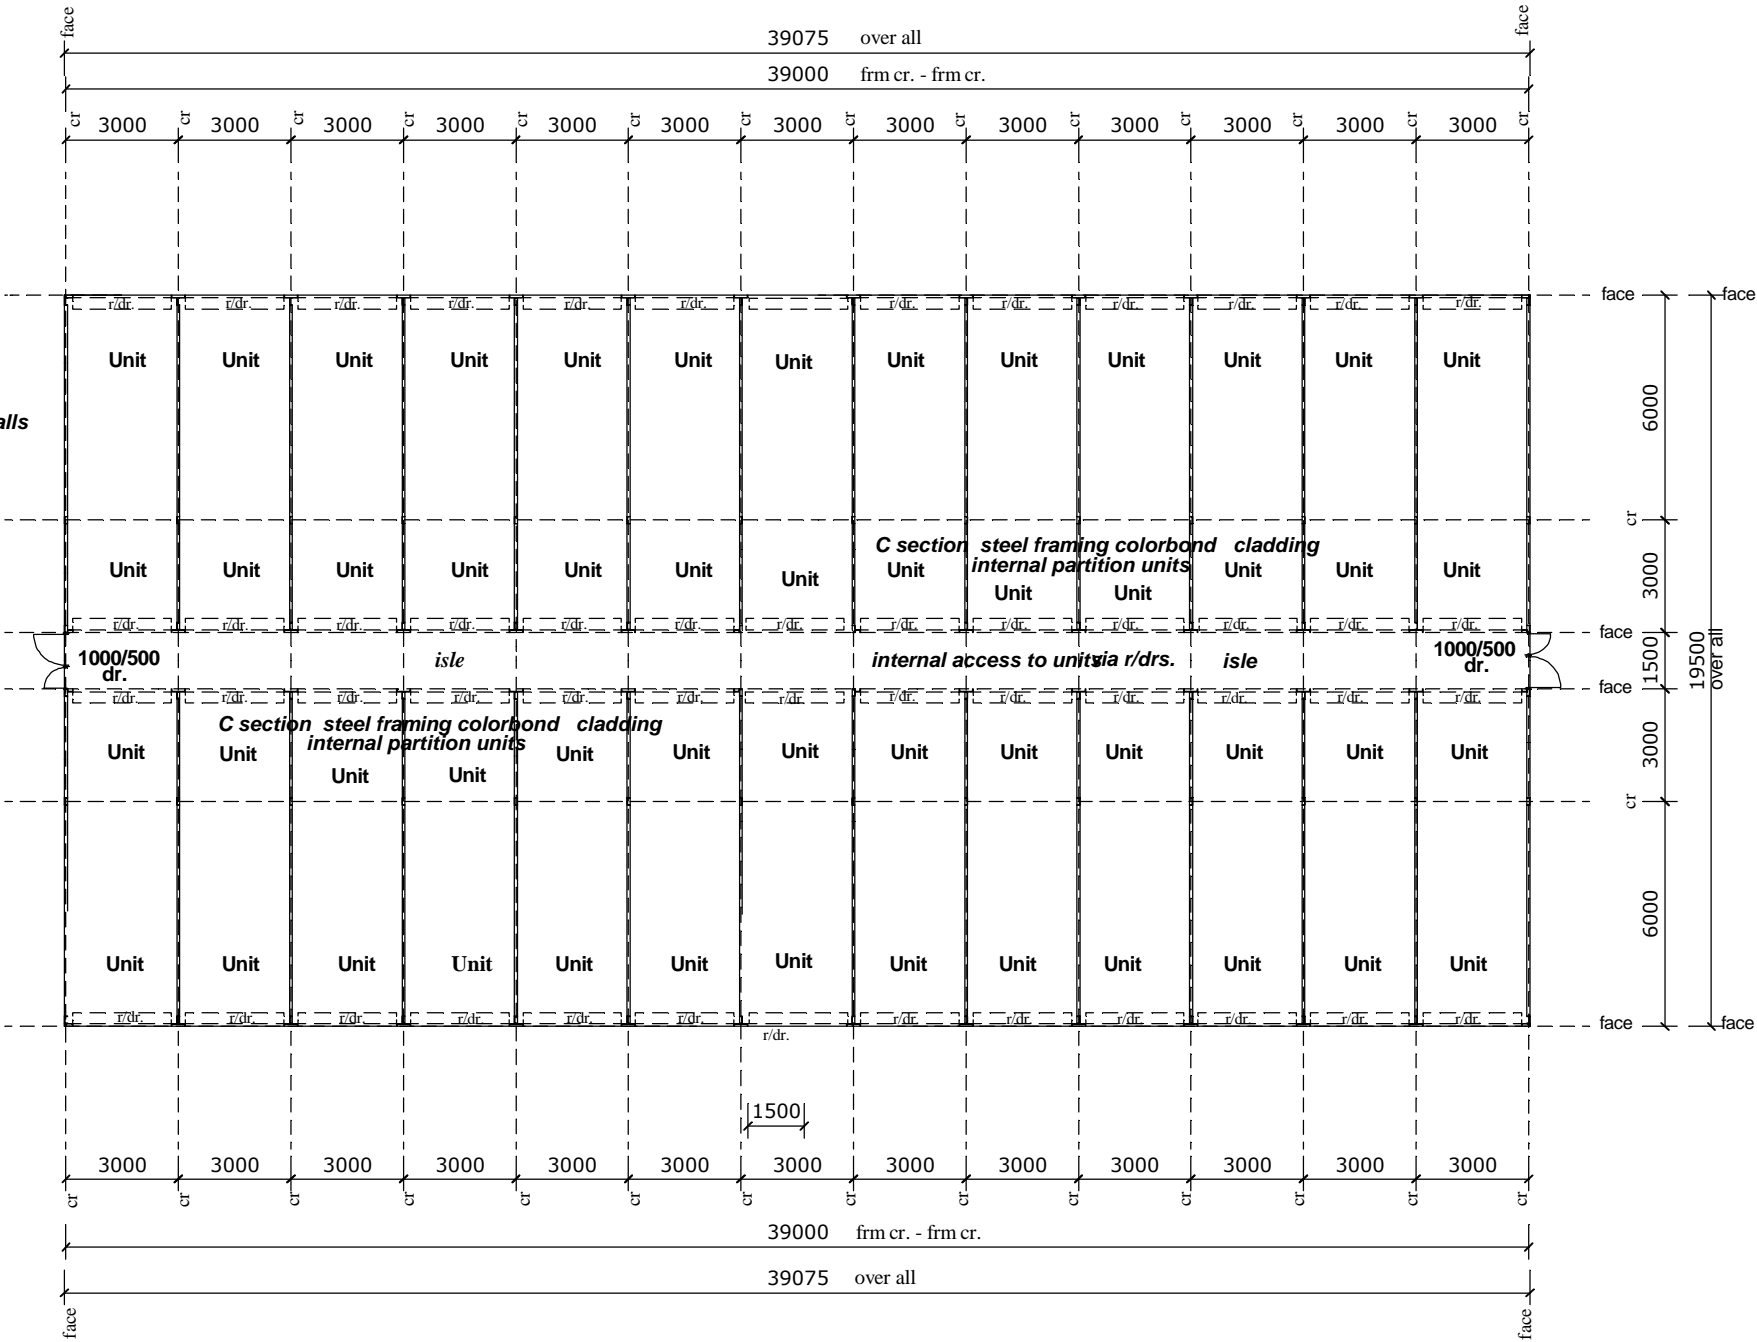 face face
39075 over all
39000 frm cr. - frm cr.
cr 3000 cr 3000 cr 3000 cr 3000 cr 3000 cr 3000 cr 3000 cr 3000 cr 3000 cr 3000 cr 3000 cr 3000 cr 3000 cr
face face
r/dr. r/dr. r/dr. r/dr. r/dr. r/dr. r/dr. r/dr. r/dr. r/dr. r/dr. r/dr. r/dr.
Unit Unit Unit Unit Unit Unit Unit Unit Unit Unit Unit Unit Unit
6000
alls
cr
C section steel framing colorbond cladding
internal partition units
Unit Unit Unit Unit Unit Unit Unit Unit Unit Unit Unit Unit Unit
3000
r/dr. r/dr. r/dr. r/dr. r/dr. r/dr. r/dr. r/dr. r/dr. r/dr. r/dr. r/dr. r/dr.
face
1000/500 isle internal access to units via r/drs. isle 1000/500
dr. dr.
1500
19500
over all
face
r/dr. r/dr. r/dr. r/dr. r/dr. r/dr. r/dr. r/dr. r/dr. r/dr. r/dr. r/dr. r/dr.
C section steel framing colorbond cladding
internal partition units
Unit Unit Unit Unit Unit Unit Unit Unit Unit Unit Unit Unit Unit
3000
cr
6000
Unit Unit Unit Unit Unit Unit Unit Unit Unit Unit Unit Unit Unit
r/dr. r/dr. r/dr. r/dr. r/dr. r/dr. r/dr. r/dr. r/dr. r/dr. r/dr. r/dr.
face face
r/dr.
1500
3000 3000 3000 3000 3000 3000 3000 3000 3000 3000 3000 3000 3000
cr cr cr cr cr cr cr cr cr cr cr cr cr cr
39000 frm cr. - frm cr.
39075 over all
face face